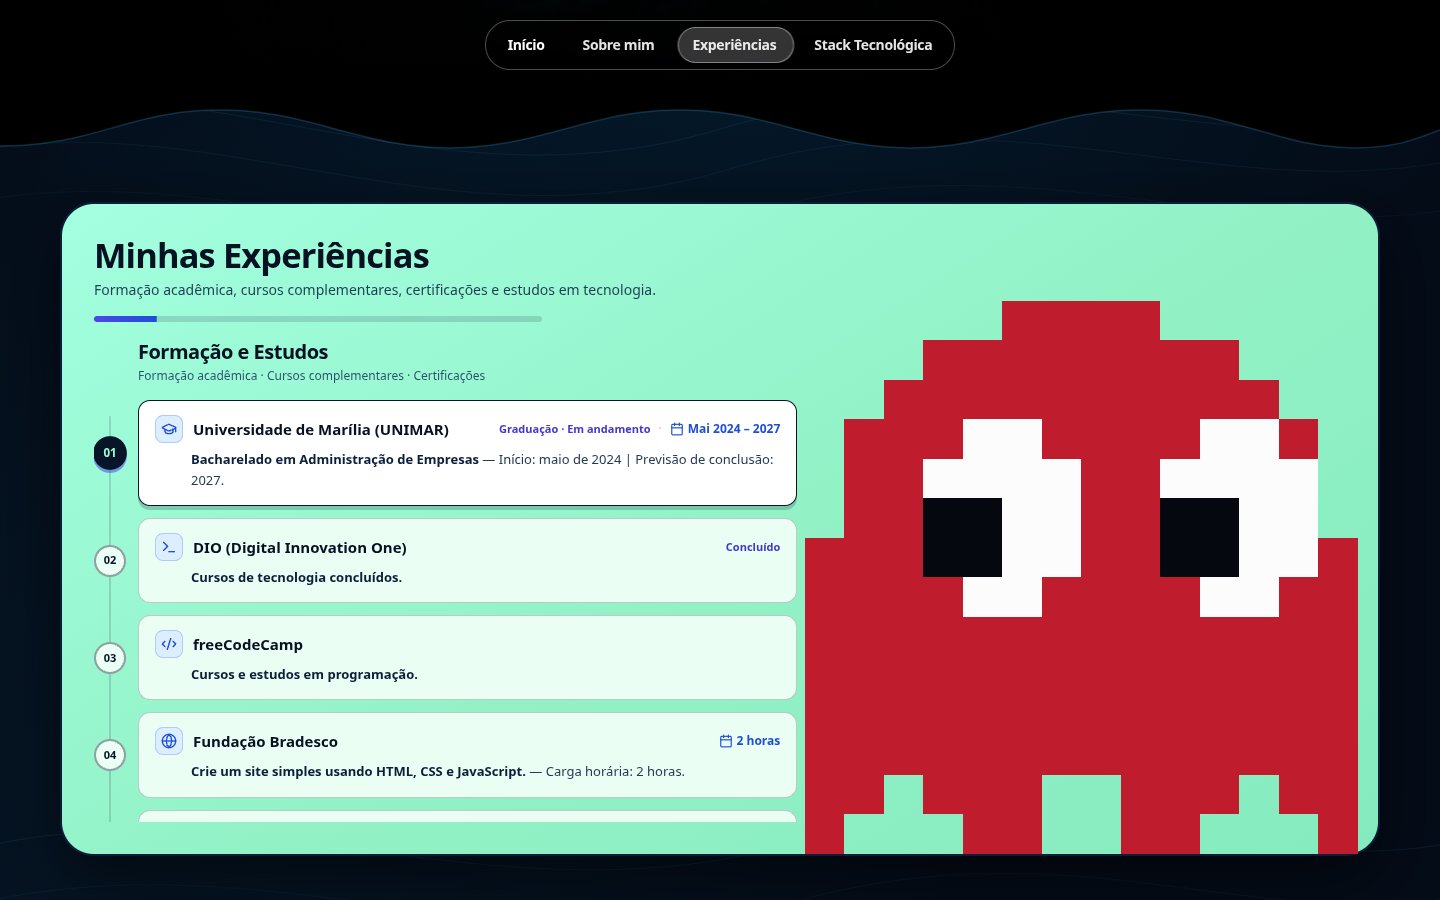 Início Sobre mim Experiências Stack Tecnológica
Minhas Experiências
Formação acadêmica, cursos complementares, certificações e estudos em tecnologia.
Formação e Estudos
Formação acadêmica · Cursos complementares · Certificações
01
Universidade de Marília (UNIMAR) Graduação · Em andamento · Mai 2024 – 2027
Bacharelado em Administração de Empresas — Início: maio de 2024 | Previsão de conclusão:
2027.
02
DIO (Digital Innovation One) Concluído
Cursos de tecnologia concluídos.
03
freeCodeCamp
Cursos e estudos em programação.
04
Fundação Bradesco 2 horas
Crie um site simples usando HTML, CSS e JavaScript. — Carga horária: 2 horas.